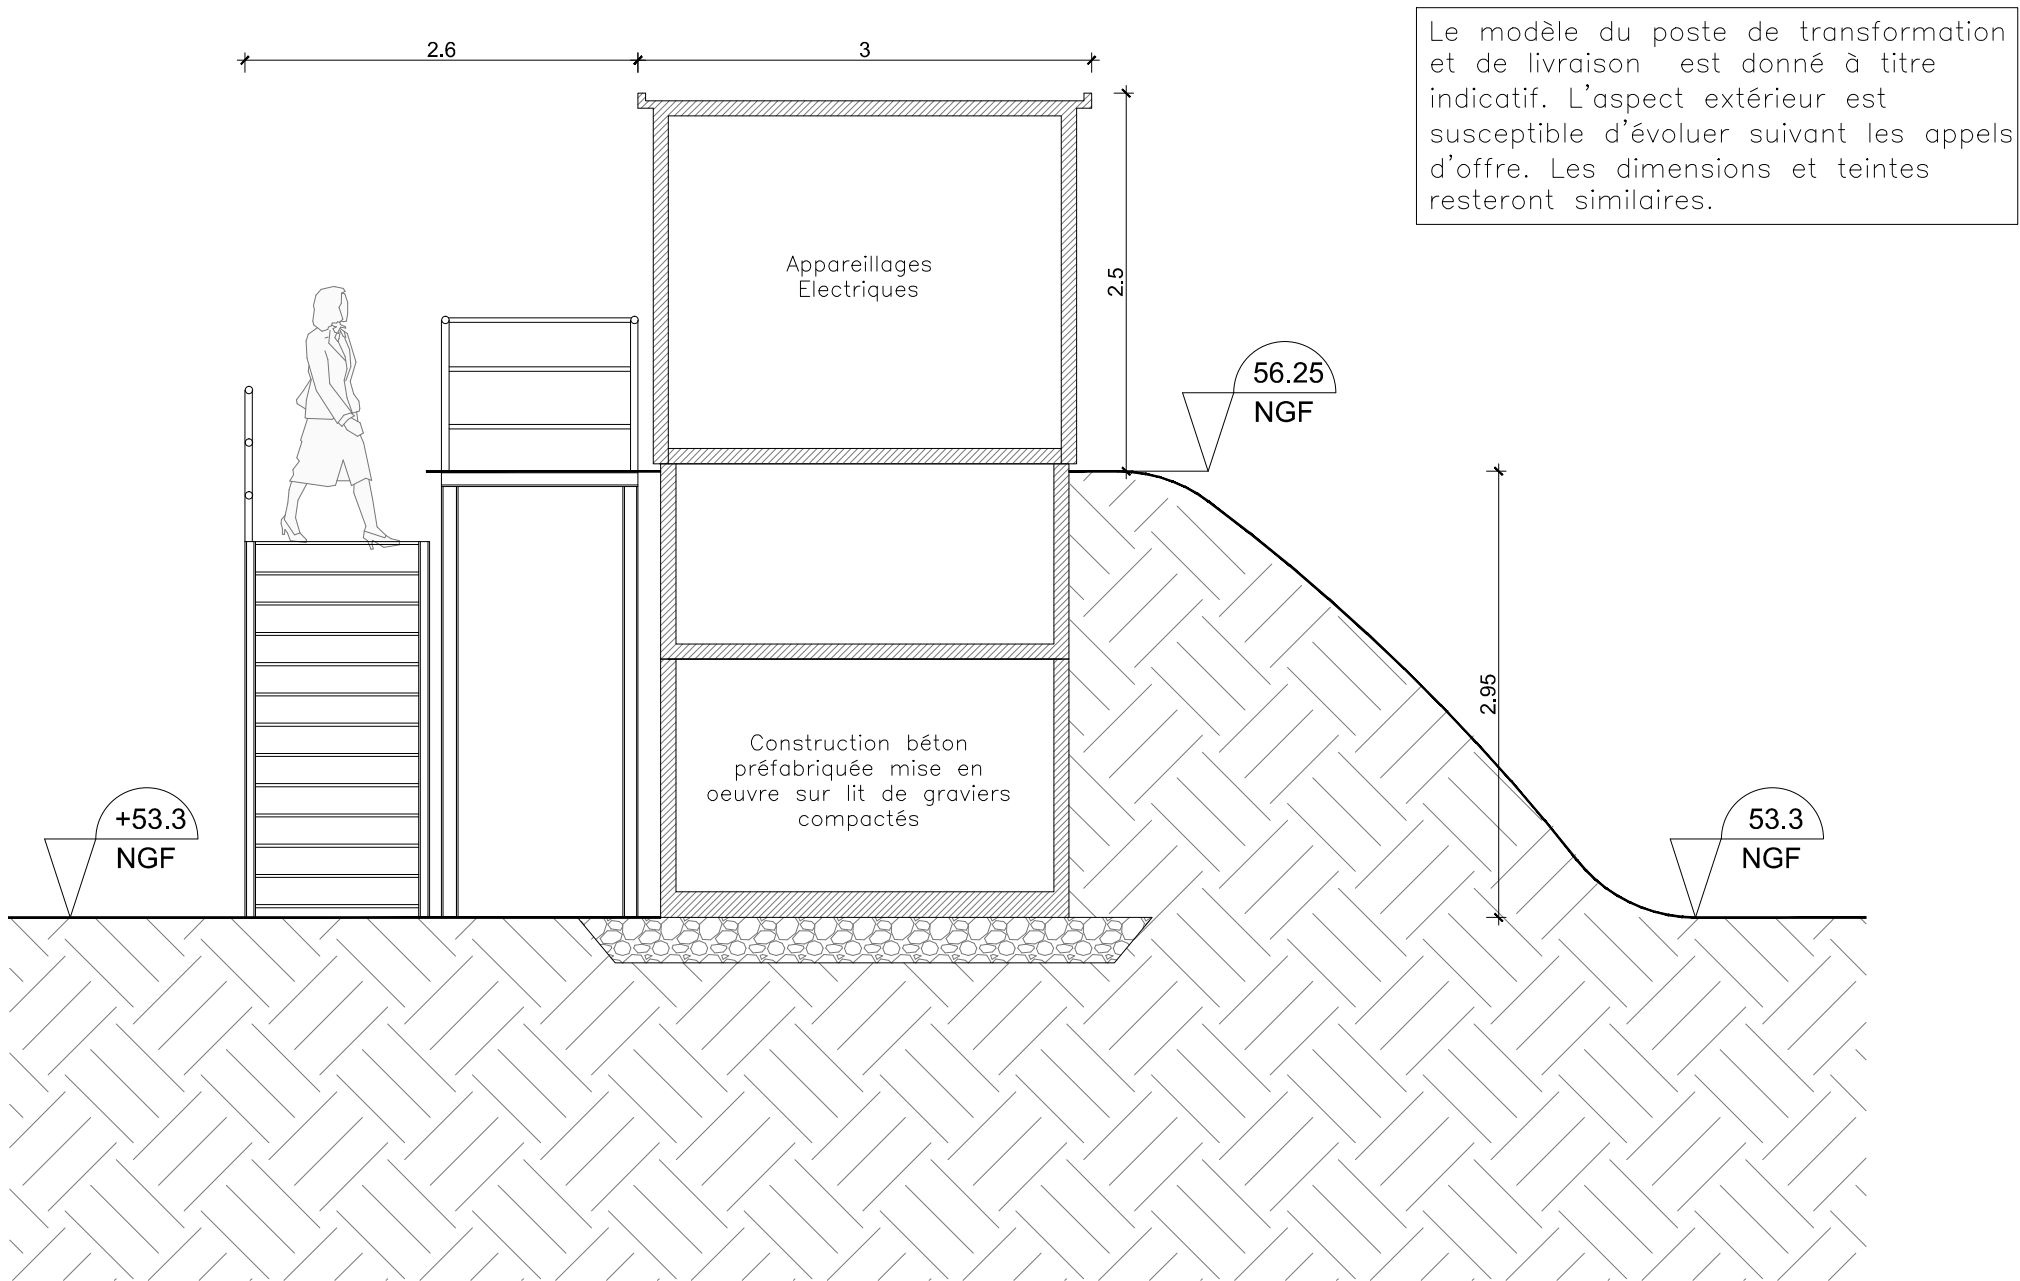 2.6
3
Le modèle du poste de transformation
et de livraison est donné à titre
indicatif. L'aspect extérieur est
susceptible d'évoluer suivant les appels
d'offre. Les dimensions et teintes
resteront similaires.
Appareillages
Electriques
2.5
56.25
NGF
2.95
Construction béton
préfabriquée mise en
oeuvre sur lit de graviers
compactés
+53.3
NGF
53.3
NGF